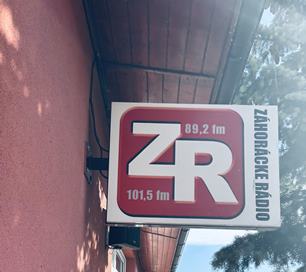 89,2 fm
ZR
101,5 fm
ZÁHORÁCKE RÁDIO